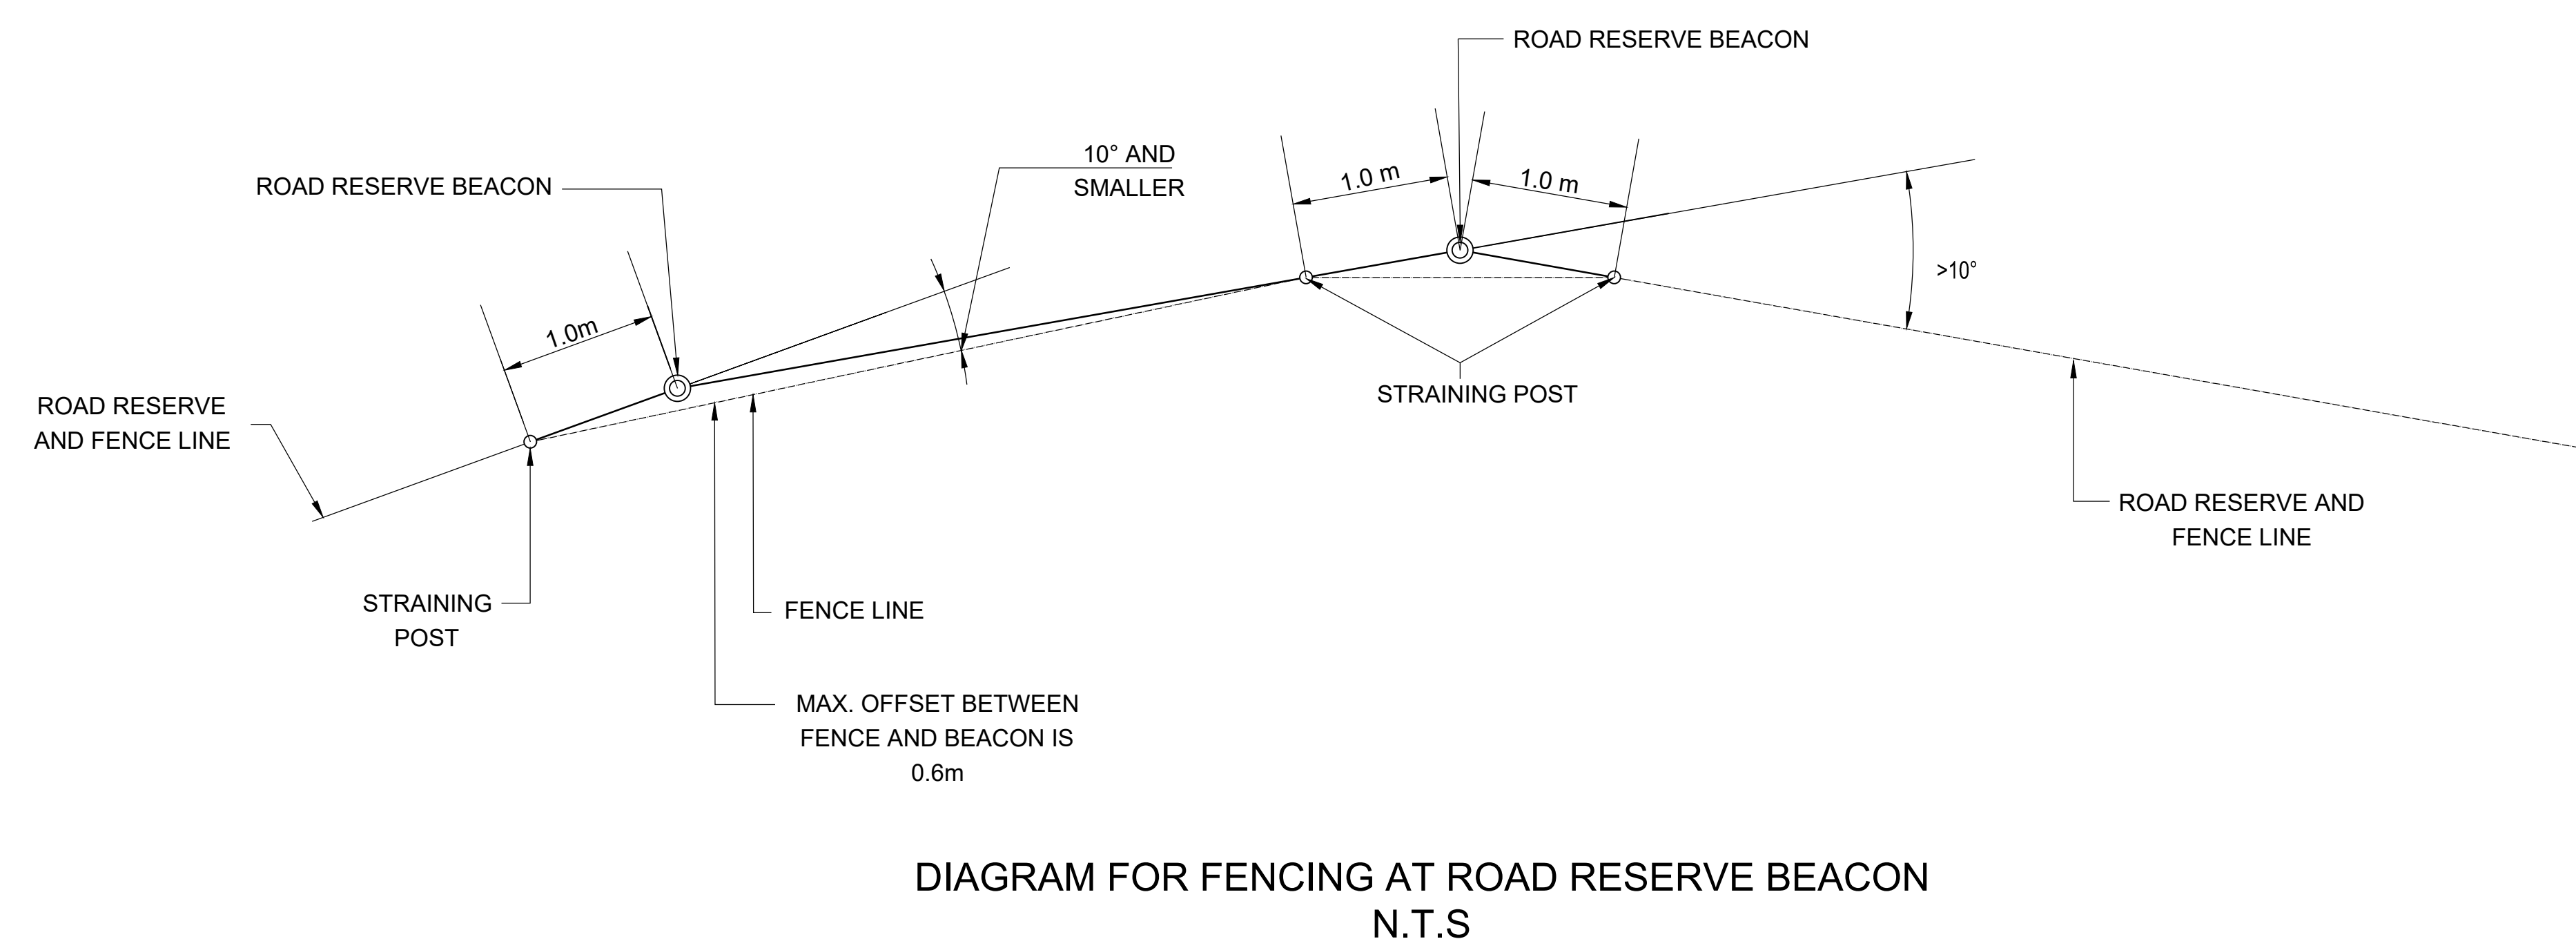 ROAD RESERVE BEACON
10° AND
SMALLER
ROAD RESERVE BEACON
1.0 m
1.0 m
>10°
1.0m
ROAD RESERVE
AND FENCE LINE
STRAINING POST
ROAD RESERVE AND
FENCE LINE
STRAINING
POST
FENCE LINE
MAX. OFFSET BETWEEN
FENCE AND BEACON IS
0.6m
DIAGRAM FOR FENCING AT ROAD RESERVE BEACON
N.T.S